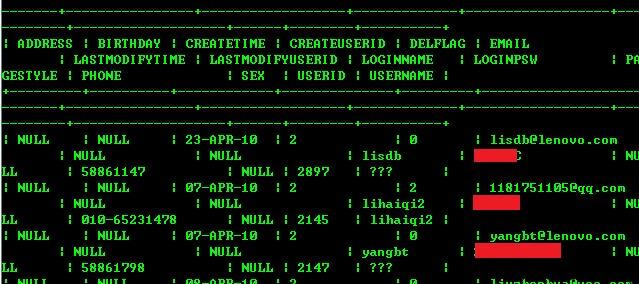 | ADDRESS | BIRTHDAY | CREATETIME | CREATEUSERID | DELFLAG | EMAIL
| LASTMODIFYTIME | LASTMODIFYUSERID | LOGINNAME | LOGINPSW | PA
GESTYLE | PHONE | SEX | USERID | USERNAME |
| NULL | NULL | 23-APR-10 | 2 | 0 | lisdb@lenovo.com
| NULL | NULL | lisdb | C | NU
LL | 58861147 | NULL | 2897 | ??? |
| NULL | NULL | 07-APR-10 | 2 | 2 | 1181751105@qq.com
| NULL | NULL | lihaiqi2 | | NU
LL | 010-65231478 | NULL | 2145 | lihaiqi2 |
| NULL | NULL | 07-APR-10 | 2 | 0 | yangbt@lenovo.com
| NULL | NULL | yangbt | | NU
LL | 58861798 | NULL | 2147 | ??? |
| NULL | NULL | 08-APR-10 | 2 | 0